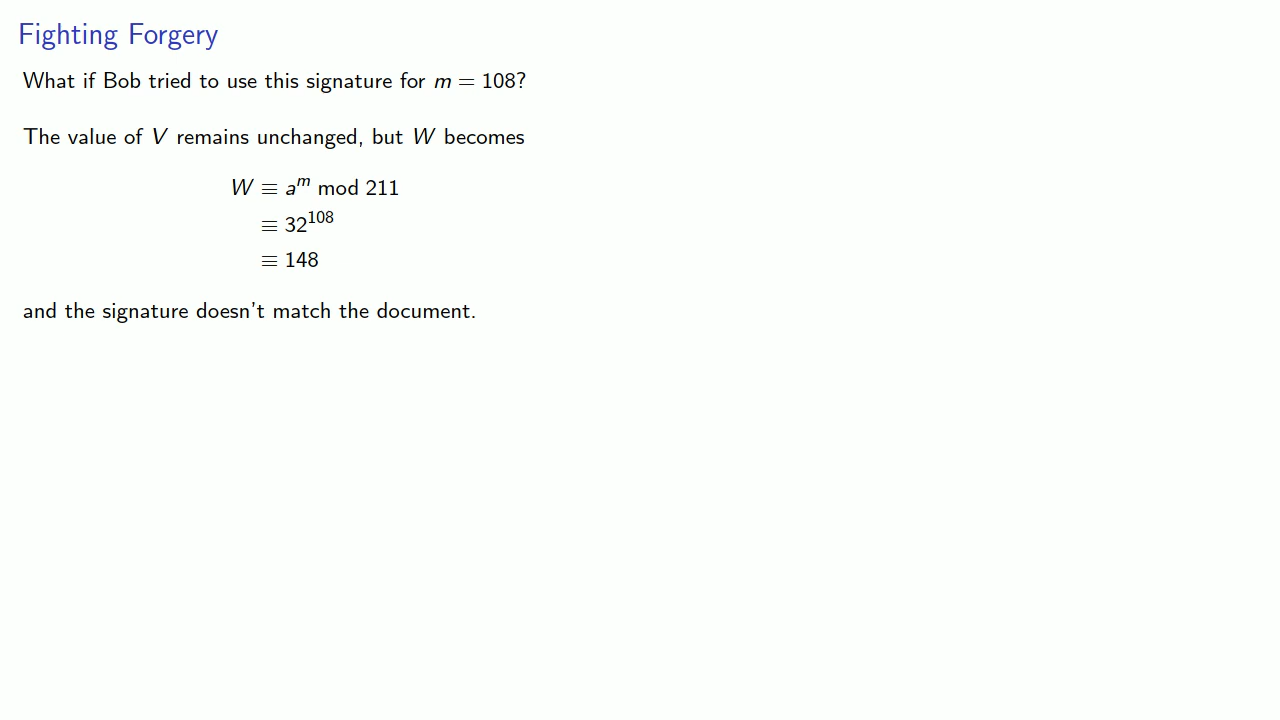 Fighting Forgery
What if Bob tried to use this signature for m = 108?
The value of V remains unchanged, but W becomes
W ≡ a^m mod 211
≡ 32^108
≡ 148
and the signature doesn't match the document.